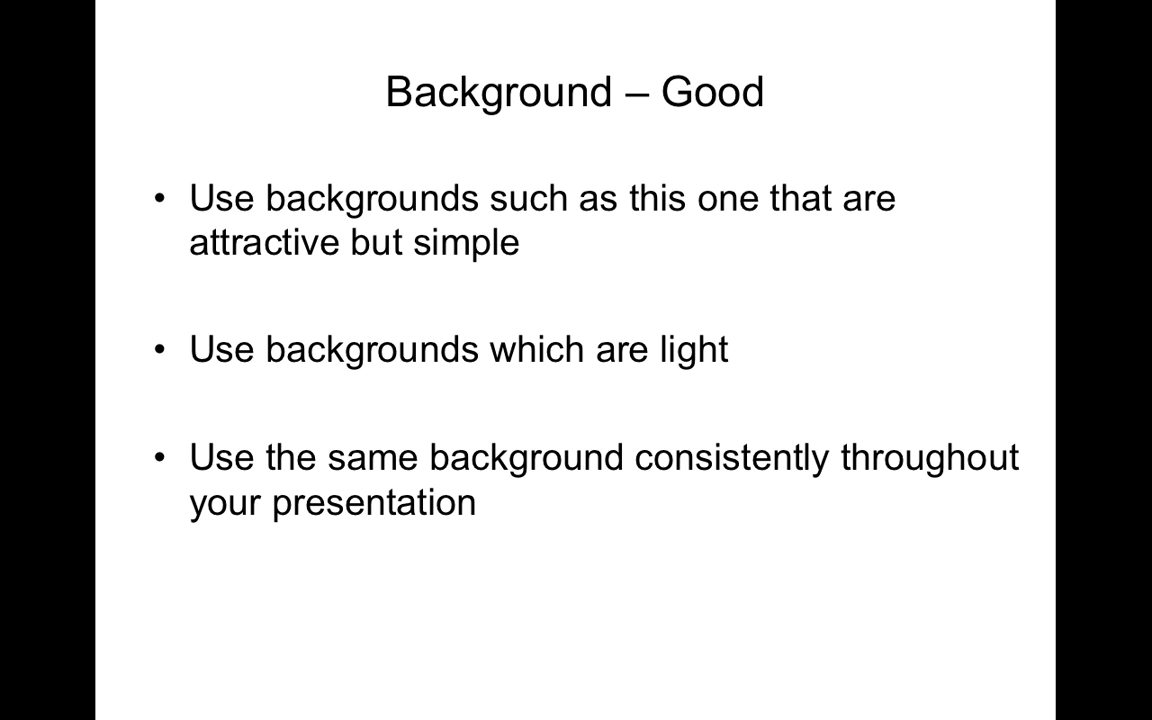 Background – Good
• Use backgrounds such as this one that are
attractive but simple
• Use backgrounds which are light
• Use the same background consistently throughout
your presentation